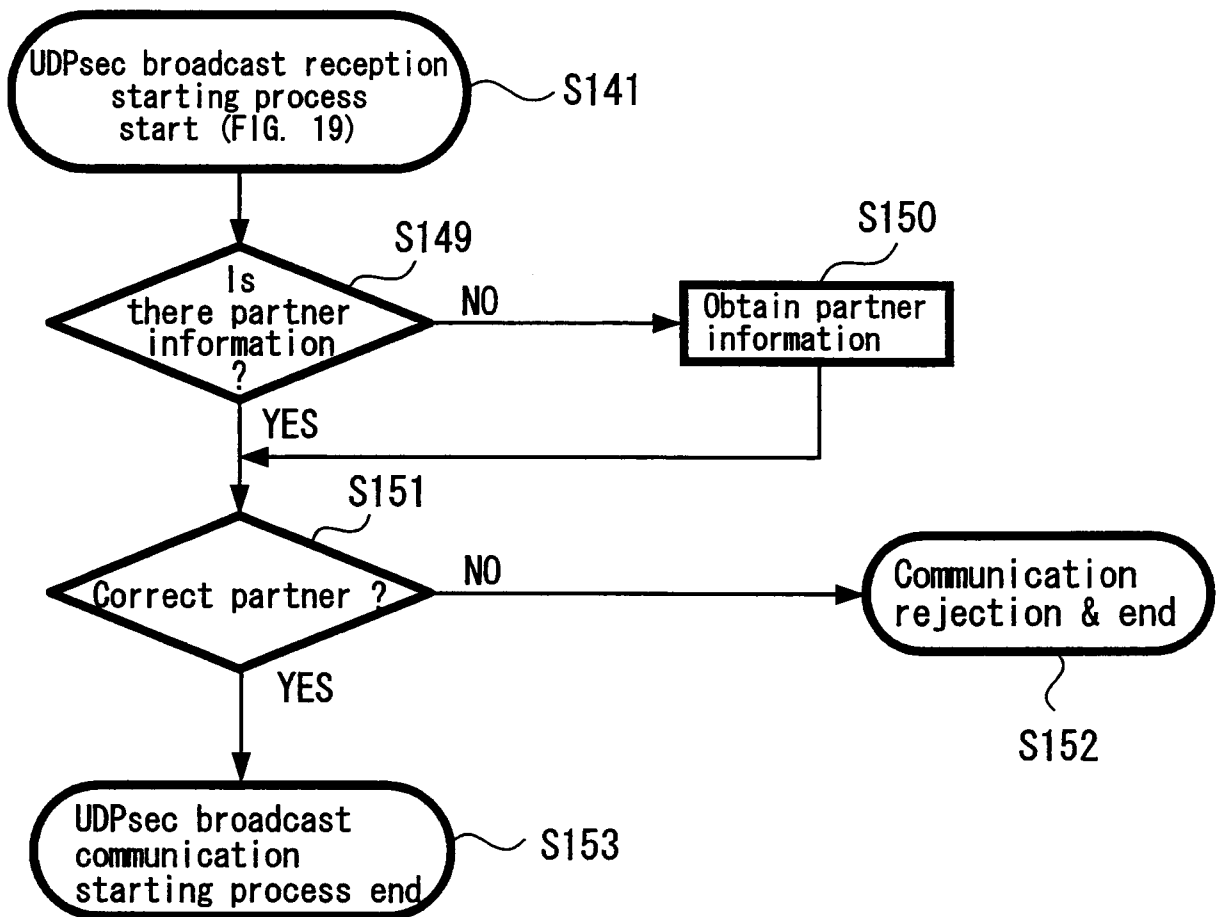 UDPsec broadcast reception
starting process
start (FIG. 19)
S141
S149
Is
there partner
information
?
NO
YES
S150
Obtain partner
information
S151
Correct partner ?
NO
YES
Communication
rejection & end
S152
UDPsec broadcast
communication
starting process end
S153